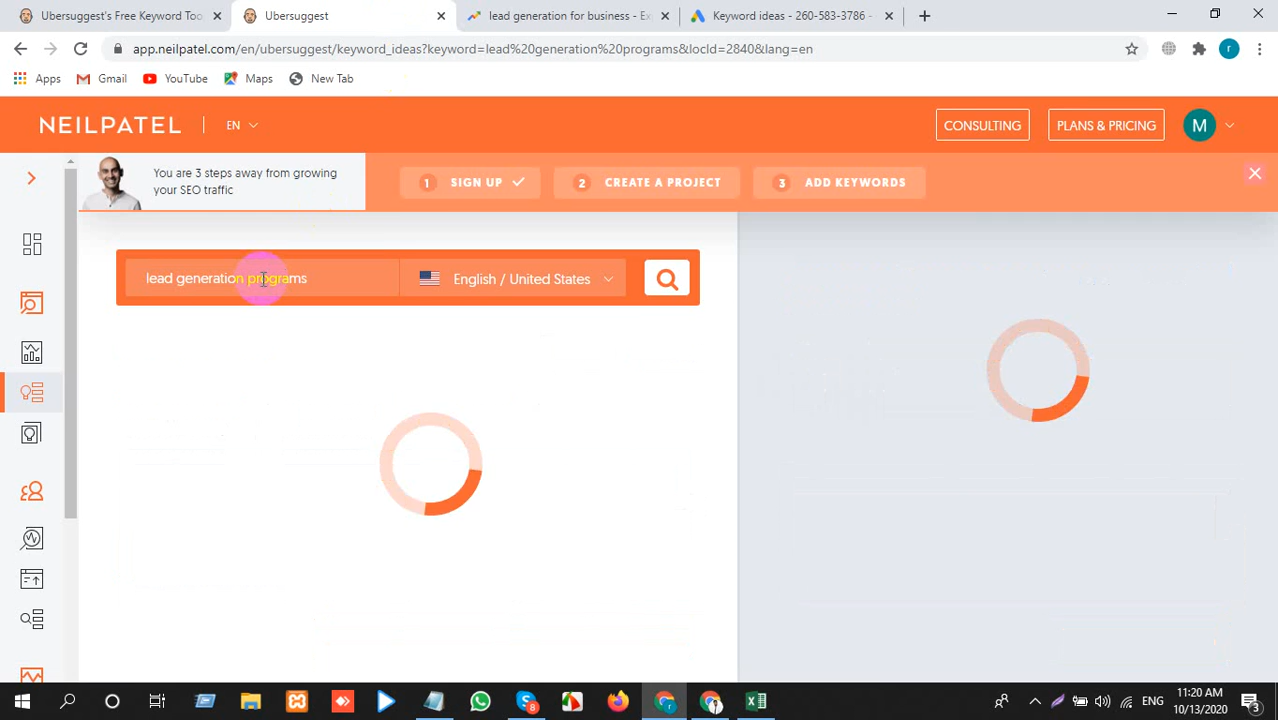 Ubersuggest's Free Keyword Too
Ubersuggest
lead generation for business - Ex
Keyword ideas - 260-583-3786 -
app.neilpatel.com/en/ubersuggest/keyword_ideas?keyword=lead%20generation%20programs&locId=2840&lang=en
r
Apps
Gmail
YouTube
Maps
New Tab
NEILPATEL
EN
CONSULTING
PLANS & PRICING
M
You are 3 steps away from growing
your SEO traffic
1 SIGN UP
2 CREATE A PROJECT
3 ADD KEYWORDS
lead generation programs
English / United States
8
r
ENG
11:20 AM
10/13/2020
3